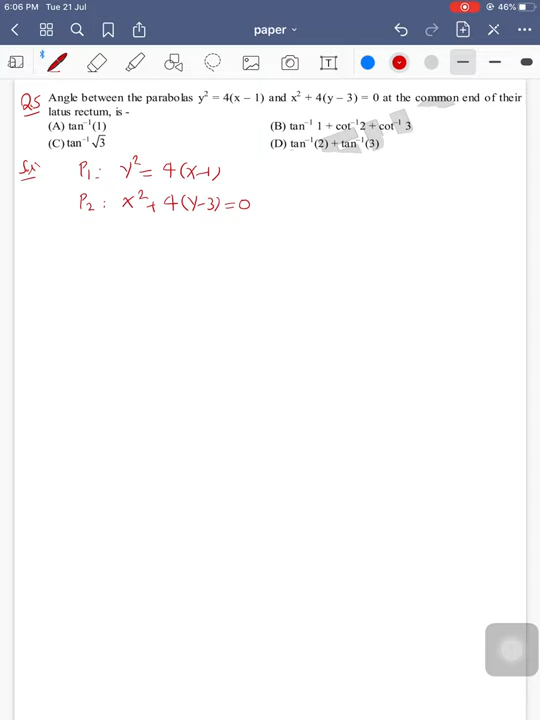 6:06 PM Tue 21 Jul
46%
paper
T
Q5 Angle between the parabolas y² = 4(x − 1) and x² + 4(y − 3) = 0 at the common end of their
latus rectum, is -
(A) tan⁻¹(1) (B) tan⁻¹ 1 + cot⁻¹ 2 + cot⁻¹ 3
(C) tan⁻¹ √3 (D) tan⁻¹(2) + tan⁻¹(3)
P₁: y² = 4(x-1)
P₂ : x² + 4(y-3) = 0